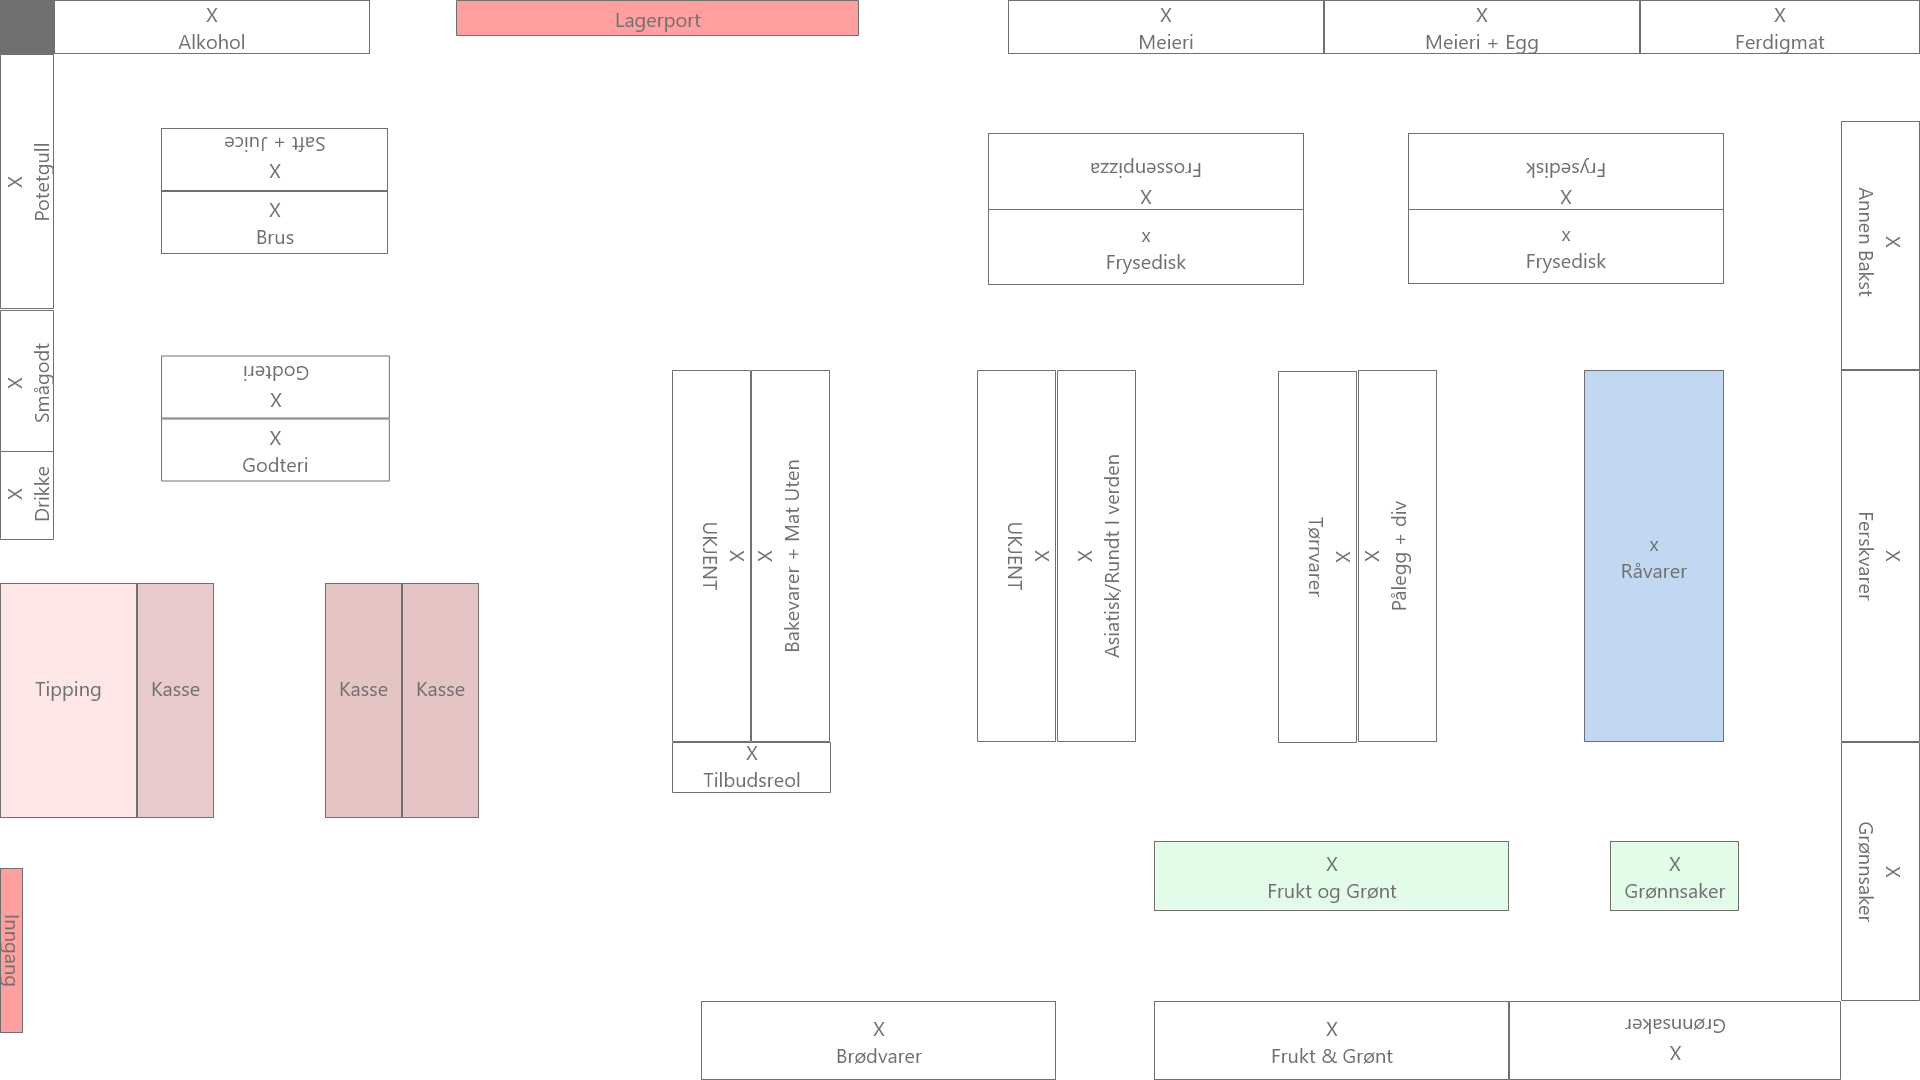 X
Alkohol
Lagerport
X
Meieri
X
Meieri + Egg
X
Ferdigmat
X
Potetgull
Saft + Juice
X
X
Brus
Frossenpizza
X
x
Frysedisk
Frysedisk
X
x
Frysedisk
X
Annen Bakst
X
Smågodt
X
Drikke
Godteri
X
X
Godteri
X
UKJENT
X
Bakevarer + Mat Uten
X
UKJENT
X
Asiatisk/Rundt I verden
X
Tørrvarer
X
Pålegg + div
x
Råvarer
X
Ferskvarer
Tipping
Kasse
Kasse
Kasse
X
Tilbudsreol
X
Frukt og Grønt
X
Grønnsaker
X
Grønnsaker
Inngang
X
Brødvarer
X
Frukt & Grønt
Grønnsaker
X